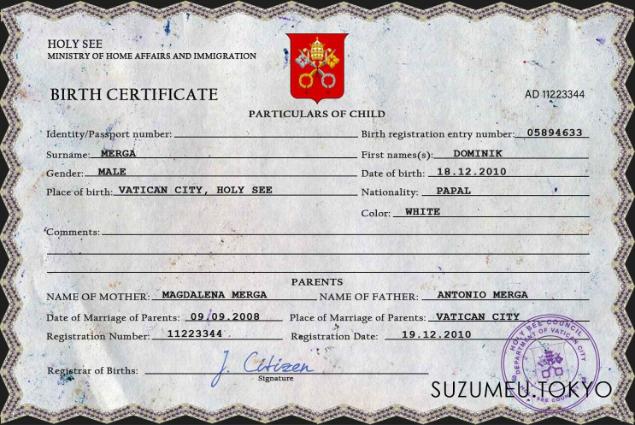 HOLY SEE
MINISTRY OF HOME AFFAIRS AND IMMIGRATION
BIRTH CERTIFICATE
AD 11223344
PARTICULARS OF CHILD
Identity/Passport number:
Birth registration entry number: 05894633
Surname: MERGA
First names(s): DOMINIK
Gender: MALE
Date of birth: 18.12.2010
Place of birth: VATICAN CITY, HOLY SEE
Nationality: PAPAL
Color: WHITE
Comments:
PARENTS
NAME OF MOTHER: MAGDALENA MERGA
NAME OF FATHER: ANTONIO MERGA
Date of Marriage of Parents: 09.09.2008
Place of Marriage of Parents: VATICAN CITY
Registration Number: 11223344
Registration Date: 19.12.2010
Registrar of Births: J. Citizen
Signature
HOLY SEE COUNCIL
DEPARTMENT OF VATICAN CITY
SUZUMEU.TOKYO